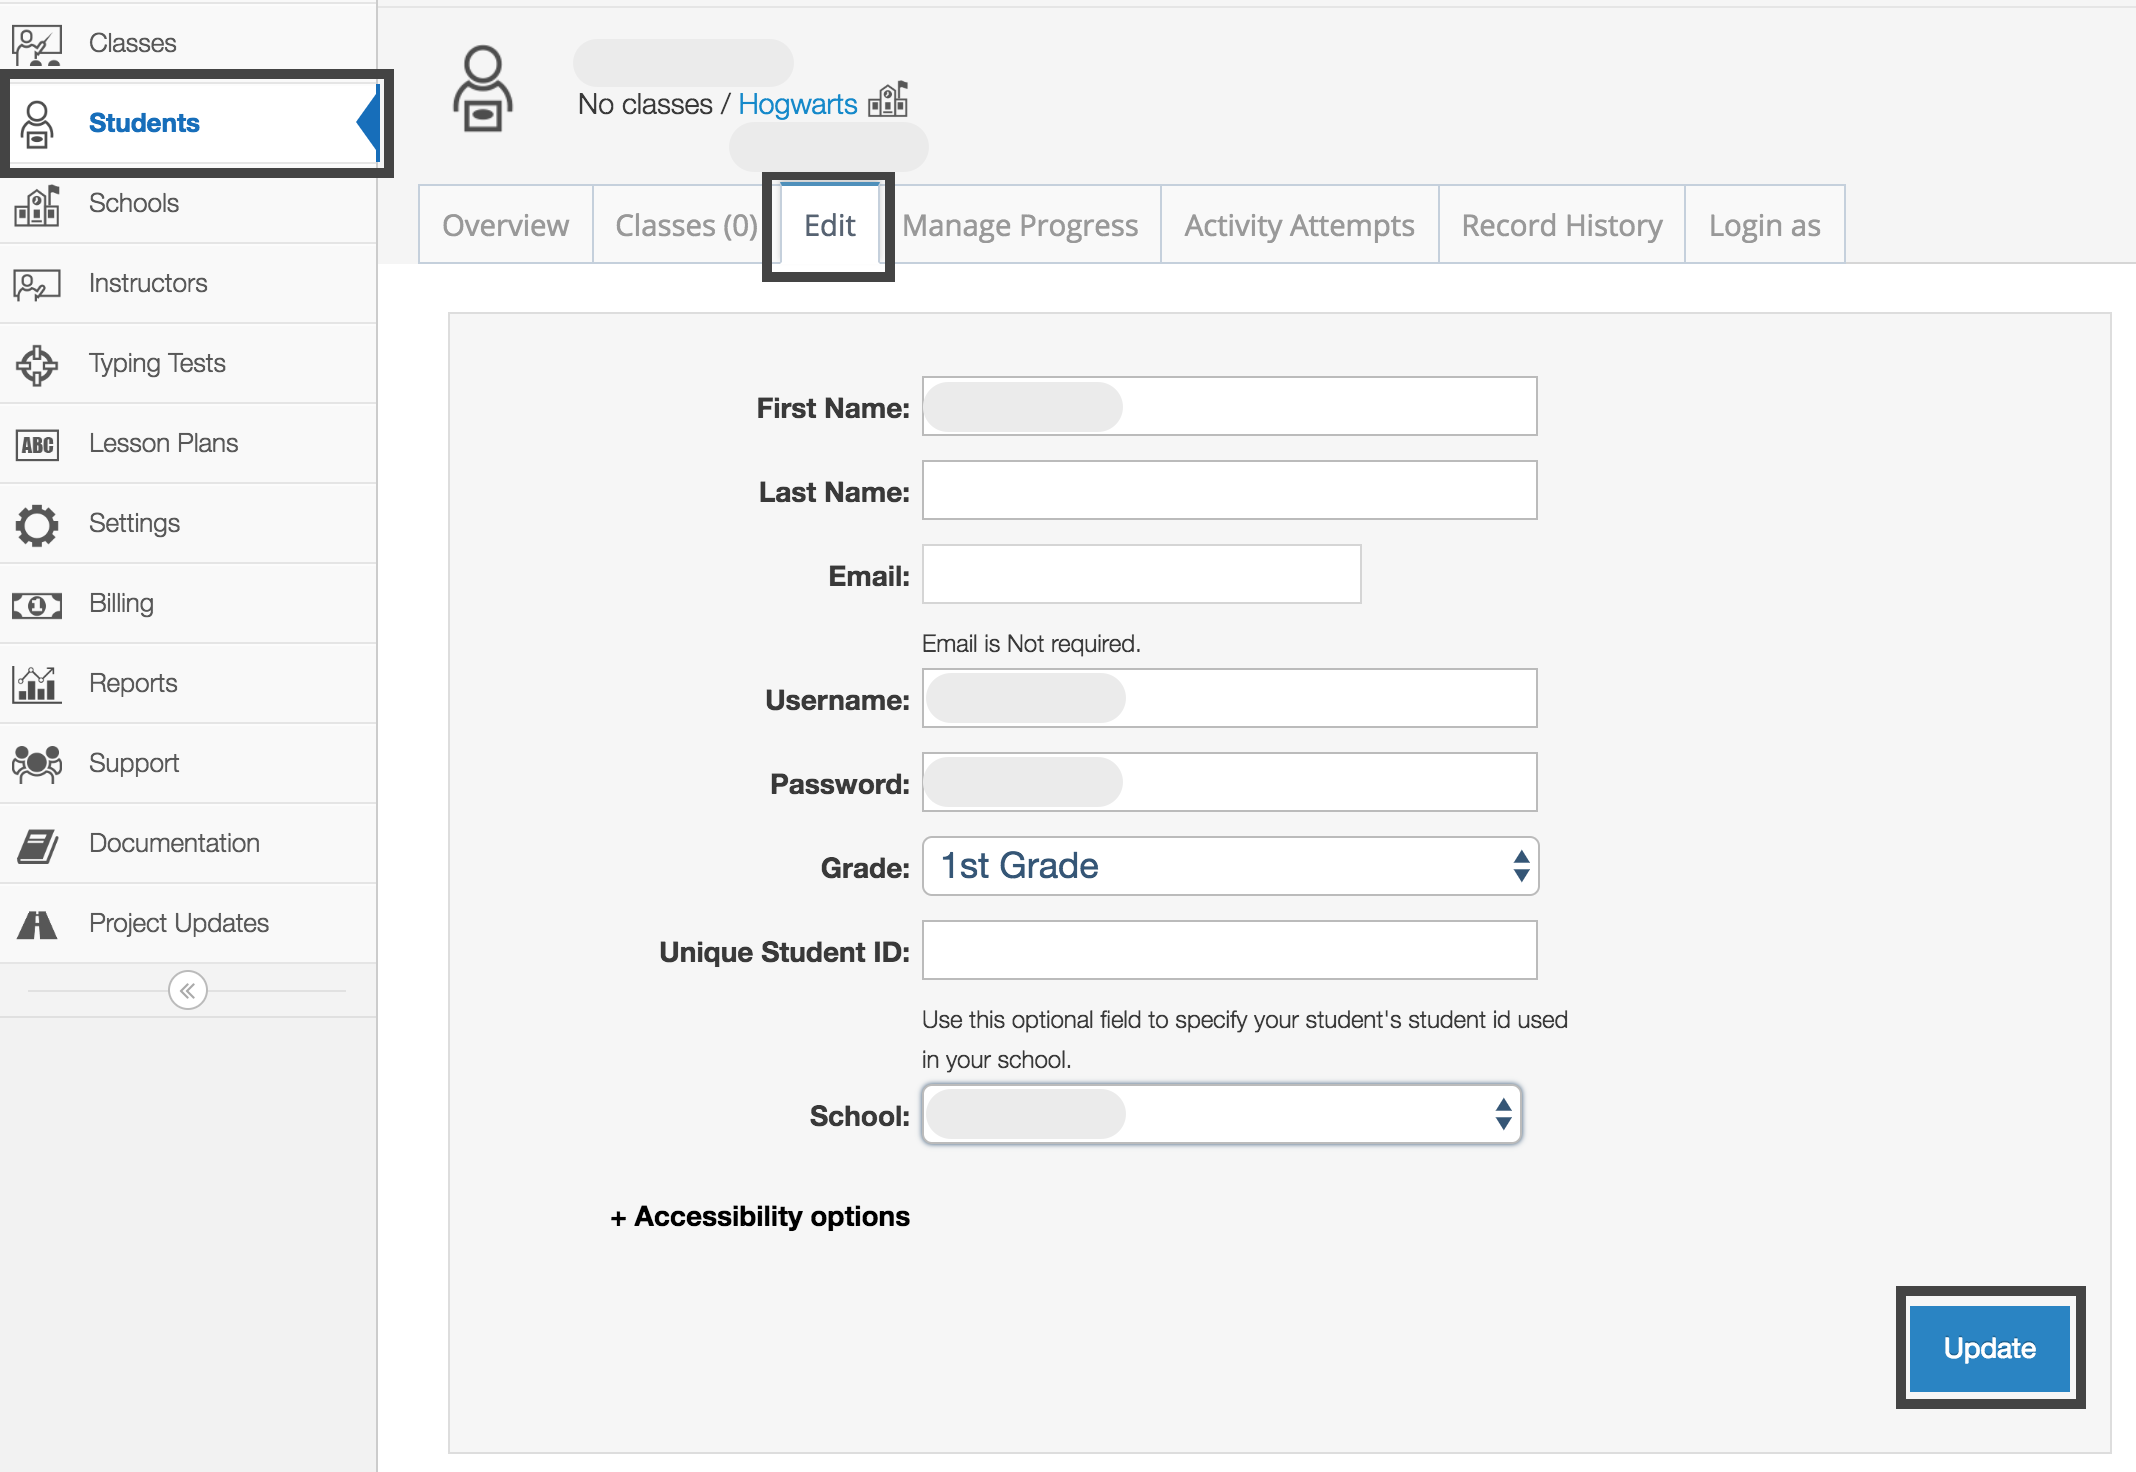 Classes
Students
Schools
Instructors
Typing Tests
ABC Lesson Plans
Settings
1 Billing
Reports
Support
Documentation
Project Updates
No classes / Hogwarts
Overview Classes (0) Edit Manage Progress Activity Attempts Record History Login as
First Name:
Last Name:
Email:
Email is Not required.
Username:
Password:
Grade: 1st Grade
Unique Student ID:
Use this optional field to specify your student's student id used
in your school.
School:
+ Accessibility options
Update